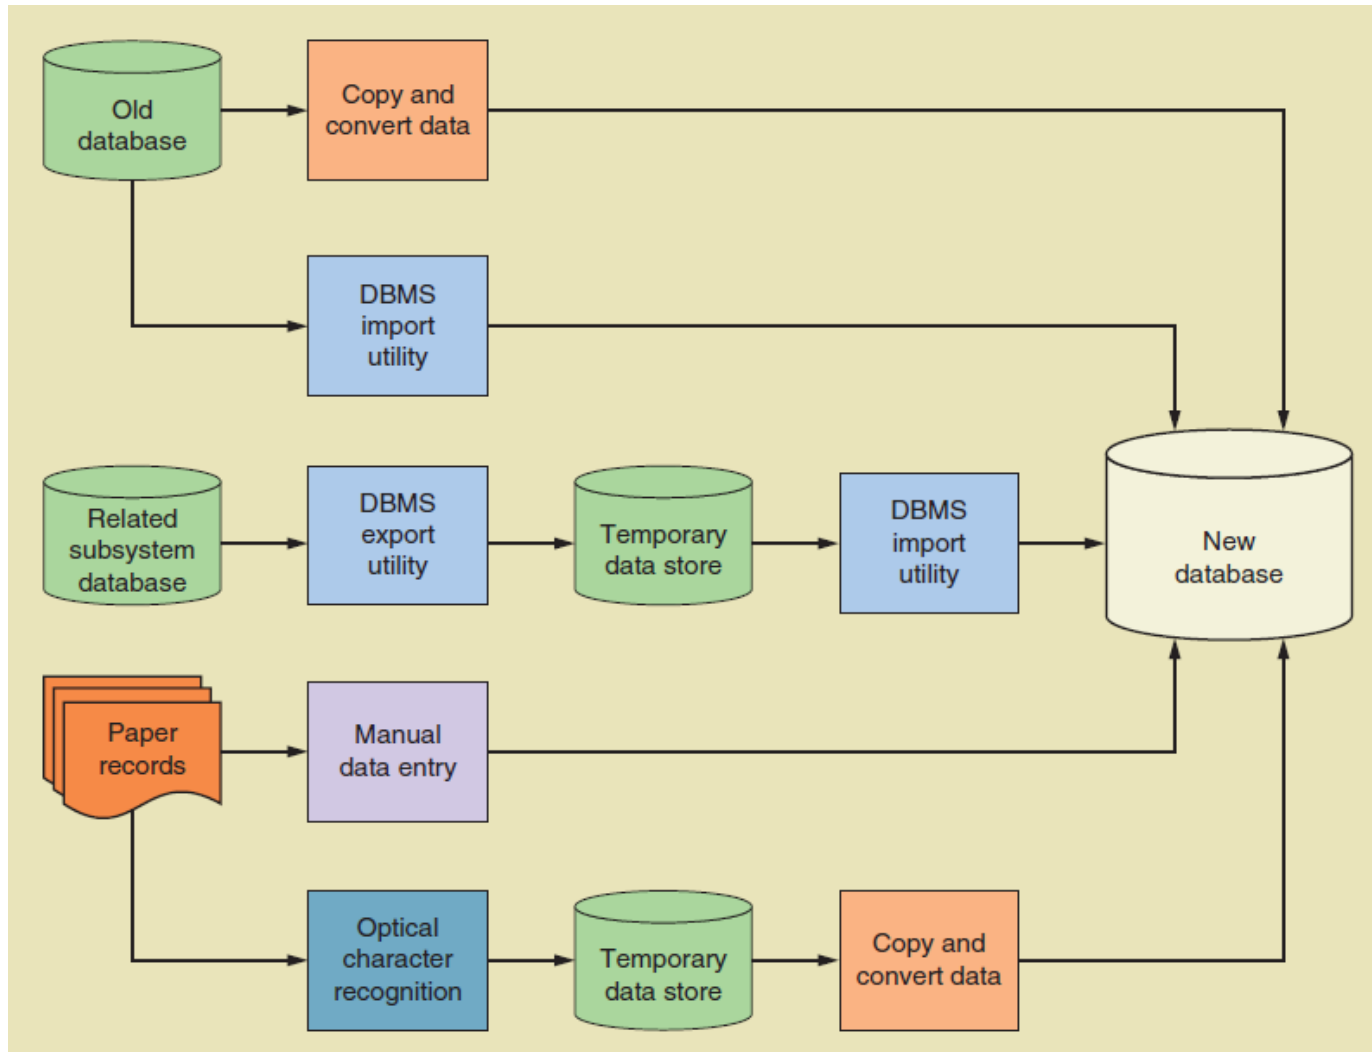 Old
database
Copy and
convert data
DBMS
import
utility
Related
subsystem
database
DBMS
export
utility
Temporary
data store
DBMS
import
utility
New
database
Paper
records
Manual
data entry
Optical
character
recognition
Temporary
data store
Copy and
convert data